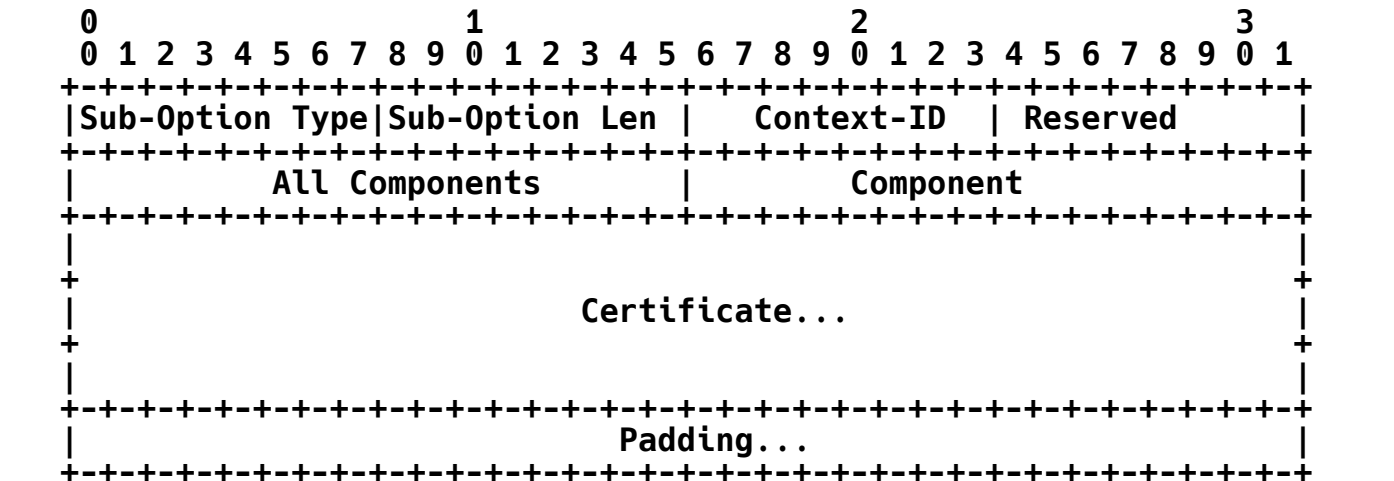 0                   1                   2                   3
 0 1 2 3 4 5 6 7 8 9 0 1 2 3 4 5 6 7 8 9 0 1 2 3 4 5 6 7 8 9 0 1
+-+-+-+-+-+-+-+-+-+-+-+-+-+-+-+-+-+-+-+-+-+-+-+-+-+-+-+-+-+-+-+-+
|Sub-Option Type|Sub-Option Len |   Context-ID  | Reserved      |
+-+-+-+-+-+-+-+-+-+-+-+-+-+-+-+-+-+-+-+-+-+-+-+-+-+-+-+-+-+-+-+-+
|          All Components       |        Component              |
+-+-+-+-+-+-+-+-+-+-+-+-+-+-+-+-+-+-+-+-+-+-+-+-+-+-+-+-+-+-+-+-+
|                                                               |
+                                                               +
|                          Certificate...                       |
+                                                               +
|                                                               |
+-+-+-+-+-+-+-+-+-+-+-+-+-+-+-+-+-+-+-+-+-+-+-+-+-+-+-+-+-+-+-+-+
|                            Padding...                         |
+-+-+-+-+-+-+-+-+-+-+-+-+-+-+-+-+-+-+-+-+-+-+-+-+-+-+-+-+-+-+-+-+